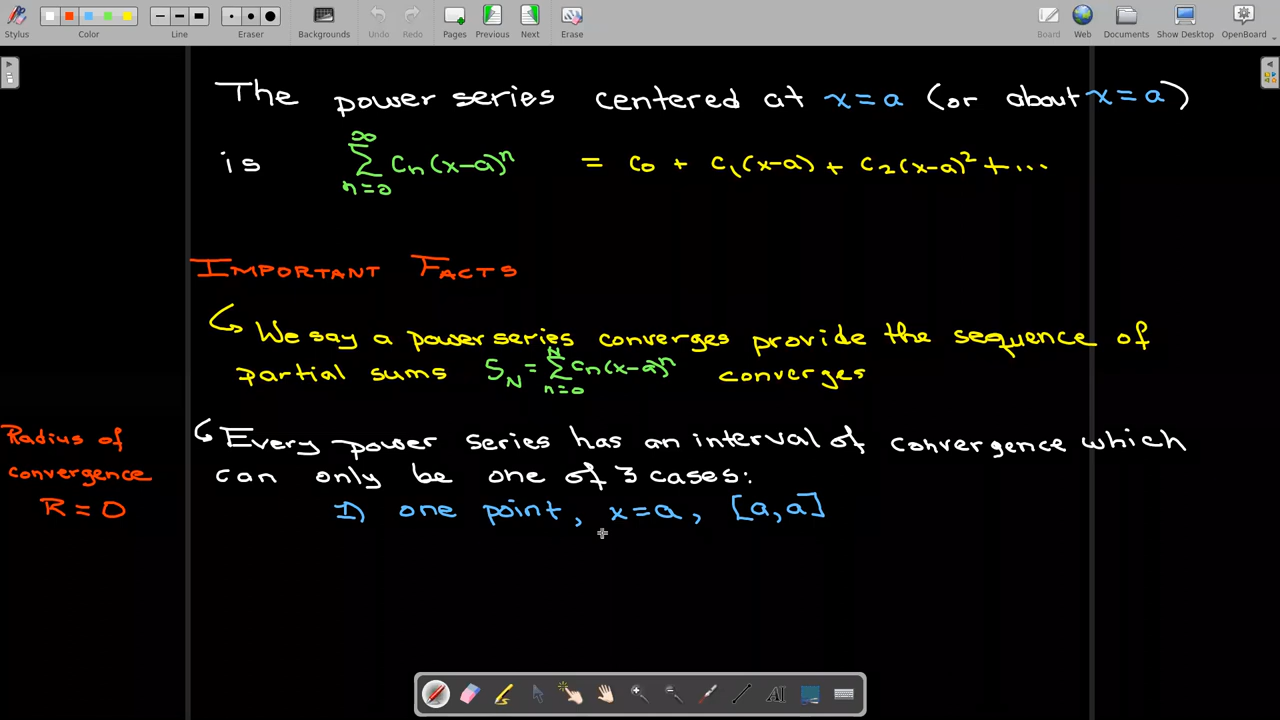 Stylus Color Line Eraser Backgrounds Undo Redo Pages Previous Next Erase Board Web Documents Show Desktop OpenBoard
The power series centered at x=a (or about x=a)
is ∞∑n=0 Cn(x-a)^n = c0 + c1(x-a) + c2(x-a)^2 + ...
IMPORTANT FACTS
We say a power series converges provide the sequence of
partial sums S_N = N∑n=0 cn(x-a)^n converges
Every power series has an interval of convergence which
can only be one of 3 cases:
Radius of
convergence
R = 0
1) one point, x=a, [a,a]
AI